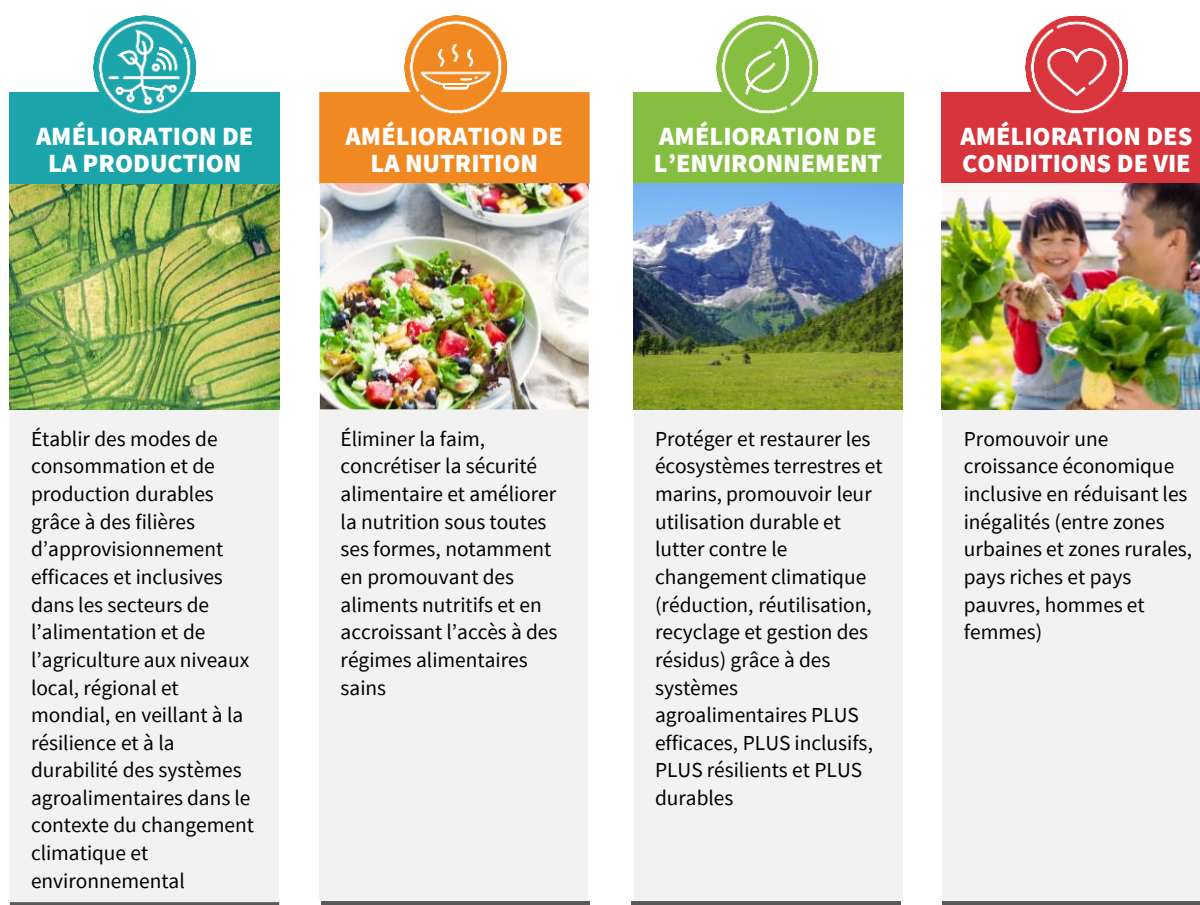 AMÉLIORATION DE
LA PRODUCTION
Établir des modes de
consommation et de
production durables
grâce à des filières
d’approvisionnement
efficaces et inclusives
dans les secteurs de
l’alimentation et de
l’agriculture aux niveaux
local, régional et
mondial, en veillant à la
résilience et à la
durabilité des systèmes
agroalimentaires dans le
contexte du changement
climatique et
environnemental
AMÉLIORATION DE
LA NUTRITION
Éliminer la faim,
concrétiser la sécurité
alimentaire et améliorer
la nutrition sous toutes
ses formes, notamment
en promouvant des
aliments nutritifs et en
accroissant l’accès à des
régimes alimentaires
sains
AMÉLIORATION DE
L’ENVIRONNEMENT
Protéger et restaurer les
écosystèmes terrestres et
marins, promouvoir leur
utilisation durable et
lutter contre le
changement climatique
(réduction, réutilisation,
recyclage et gestion des
résidus) grâce à des
systèmes
agroalimentaires PLUS
efficaces, PLUS inclusifs,
PLUS résilients et PLUS
durables
AMÉLIORATION DES
CONDITIONS DE VIE
Promouvoir une
croissance économique
inclusive en réduisant les
inégalités (entre zones
urbaines et zones rurales,
pays riches et pays
pauvres, hommes et
femmes)